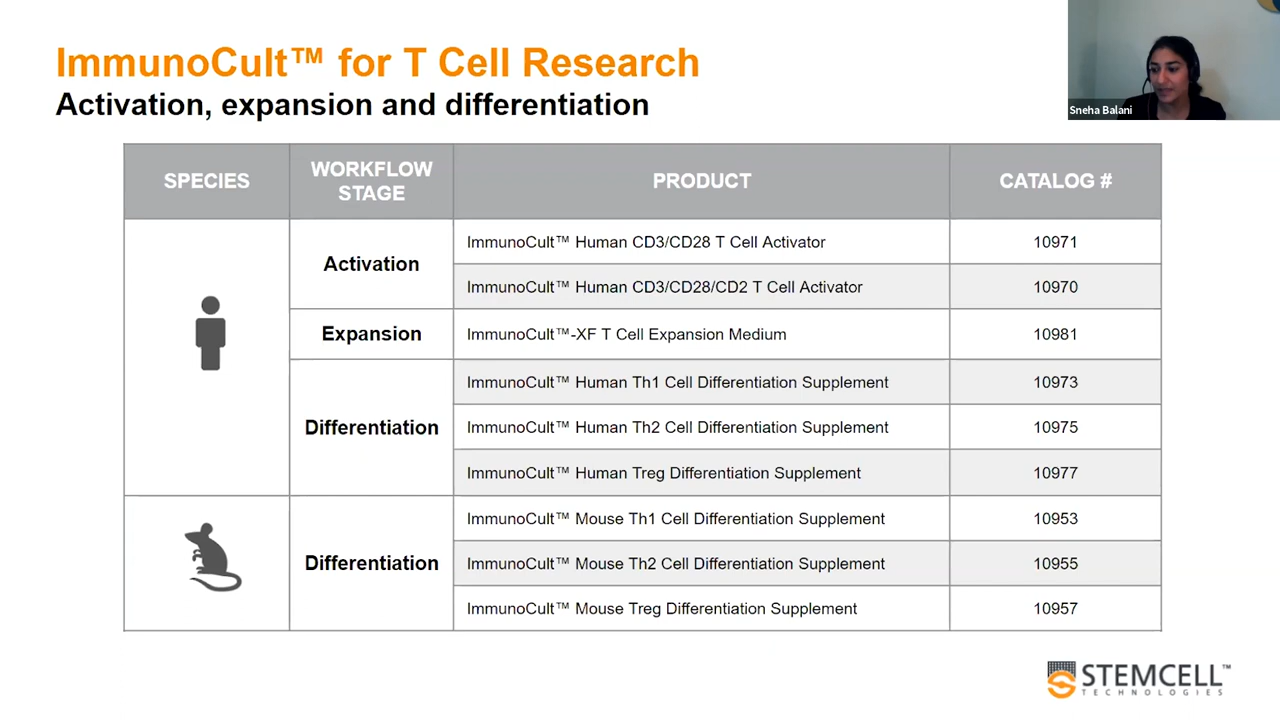 ImmunoCult™ for T Cell Research
Activation, expansion and differentiation
Sneha Balani
SPECIES
WORKFLOW
STAGE
PRODUCT
CATALOG #
Activation
ImmunoCult™ Human CD3/CD28 T Cell Activator
10971
ImmunoCult™ Human CD3/CD28/CD2 T Cell Activator
10970
Expansion
ImmunoCult™-XF T Cell Expansion Medium
10981
Differentiation
ImmunoCult™ Human Th1 Cell Differentiation Supplement
10973
ImmunoCult™ Human Th2 Cell Differentiation Supplement
10975
ImmunoCult™ Human Treg Differentiation Supplement
10977
Differentiation
ImmunoCult™ Mouse Th1 Cell Differentiation Supplement
10953
ImmunoCult™ Mouse Th2 Cell Differentiation Supplement
10955
ImmunoCult™ Mouse Treg Differentiation Supplement
10957
STEMCELL™
TECHNOLOGIES